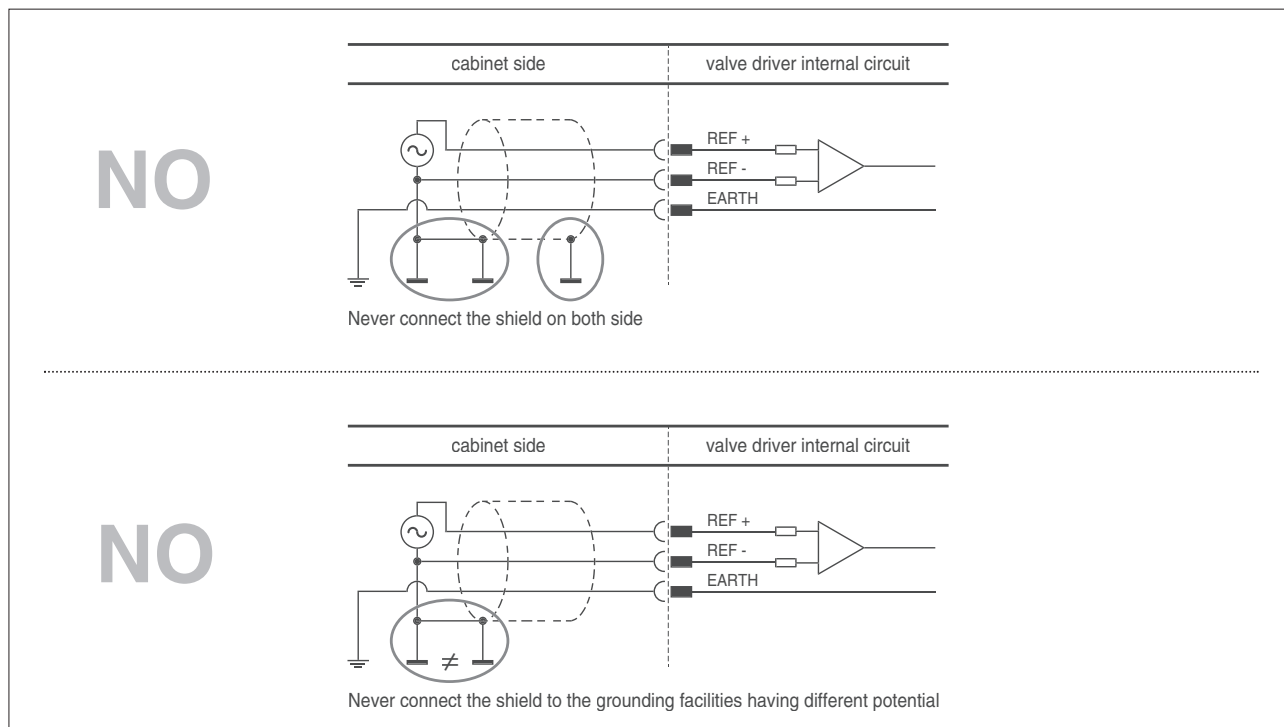 cabinet side valve driver internal circuit
NO
REF +
REF -
EARTH
Never connect the shield on both side
cabinet side valve driver internal circuit
NO
REF +
REF -
EARTH
≠
Never connect the shield to the grounding facilities having different potential